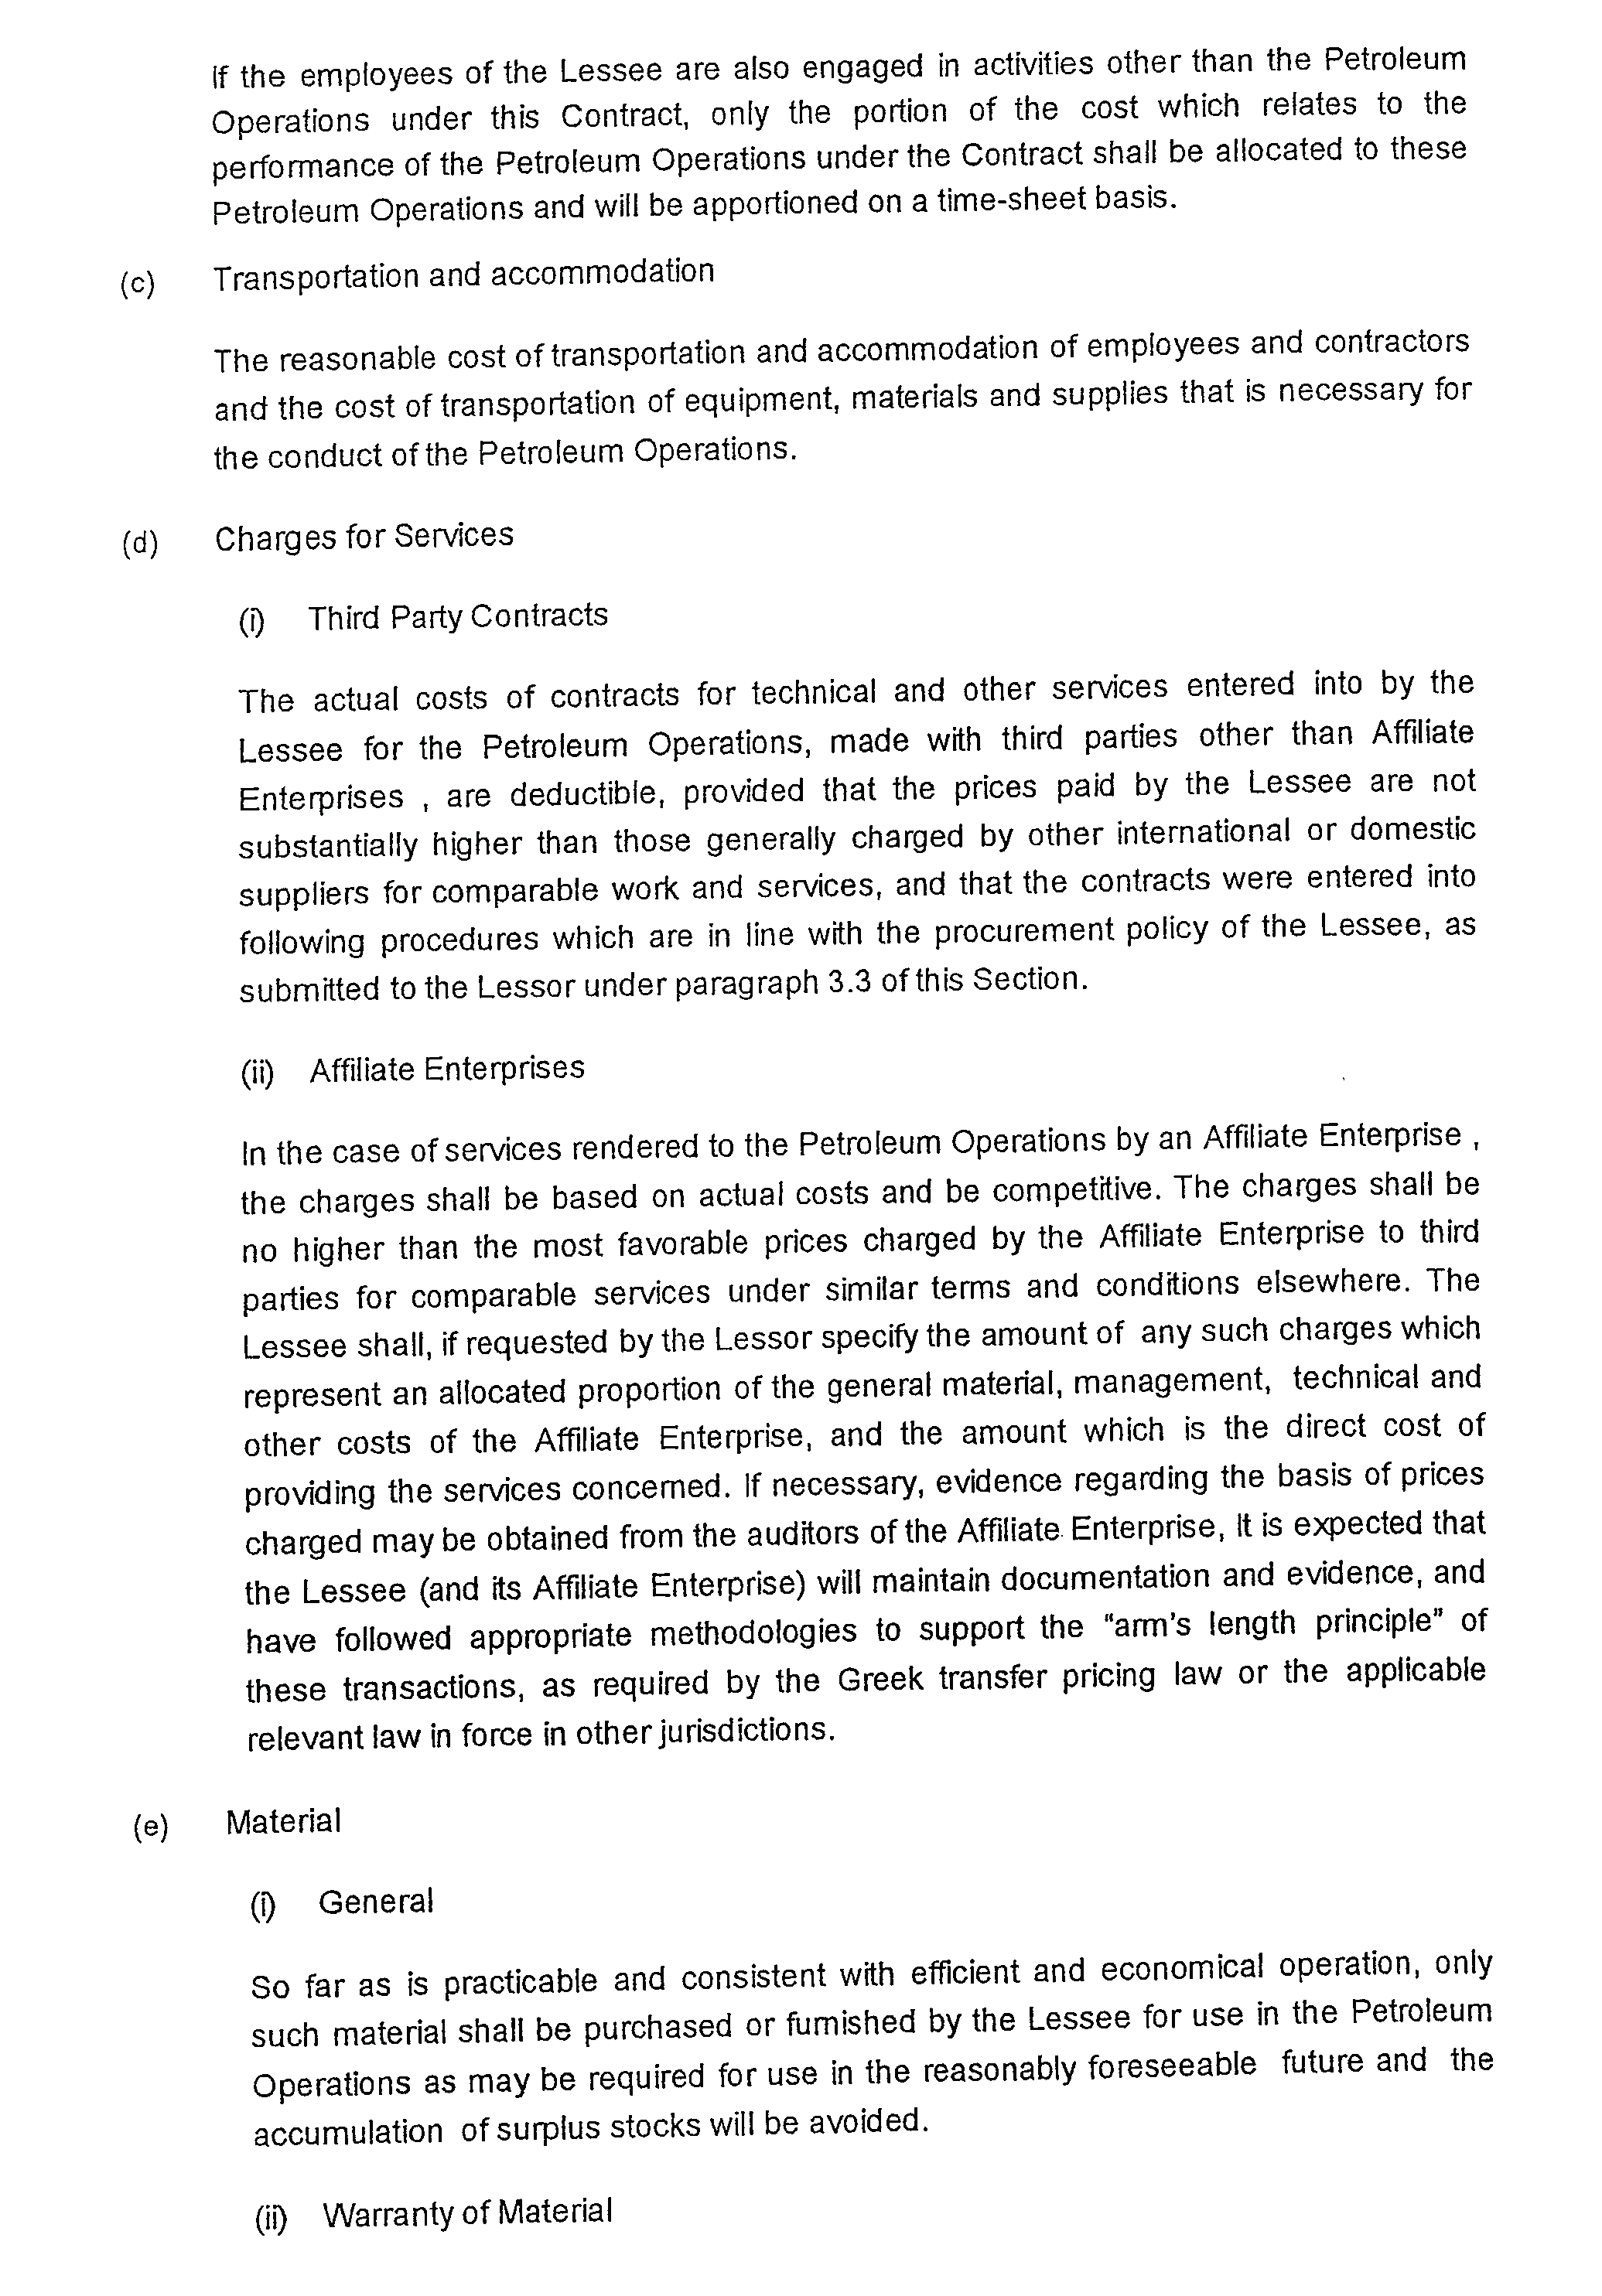 If the employees of the Lessee are also engaged in activities other than the Petroleum
Operations under this Contract, only the portion of the cost which relates to the
performance of the Petroleum Operations under the Contract shall be allocated to these
Petroleum Operations and will be apportioned on a time-sheet basis.
(c) Transportation and accommodation
The reasonable cost of transportation and accommodation of employees and contractors
and the cost of transportation of equipment, materials and supplies that is necessary for
the conduct of the Petroleum Operations.
(d) Charges for Services
(i) Third Party Contracts
The actual costs of contracts for technical and other services entered into by the
Lessee for the Petroleum Operations, made with third parties other than Affiliate
Enterprises , are deductible, provided that the prices paid by the Lessee are not
substantially higher than those generally charged by other international or domestic
suppliers for comparable work and services, and that the contracts were entered into
following procedures which are in line with the procurement policy of the Lessee, as
submitted to the Lessor under paragraph 3.3 of this Section.
(ii) Affiliate Enterprises
In the case of services rendered to the Petroleum Operations by an Affiliate Enterprise ,
the charges shall be based on actual costs and be competitive. The charges shall be
no higher than the most favorable prices charged by the Affiliate Enterprise to third
parties for comparable services under similar terms and conditions elsewhere. The
Lessee shall, if requested by the Lessor specify the amount of any such charges which
represent an allocated proportion of the general material, management, technical and
other costs of the Affiliate Enterprise, and the amount which is the direct cost of
providing the services concerned. If necessary, evidence regarding the basis of prices
charged may be obtained from the auditors of the Affiliate Enterprise, It is expected that
the Lessee (and its Affiliate Enterprise) will maintain documentation and evidence, and
have followed appropriate methodologies to support the "arm's length principle" of
these transactions, as required by the Greek transfer pricing law or the applicable
relevant law in force in other jurisdictions.
(e) Material
(i) General
So far as is practicable and consistent with efficient and economical operation, only
such material shall be purchased or furnished by the Lessee for use in the Petroleum
Operations as may be required for use in the reasonably foreseeable future and the
accumulation of surplus stocks will be avoided.
(ii) Warranty of Material